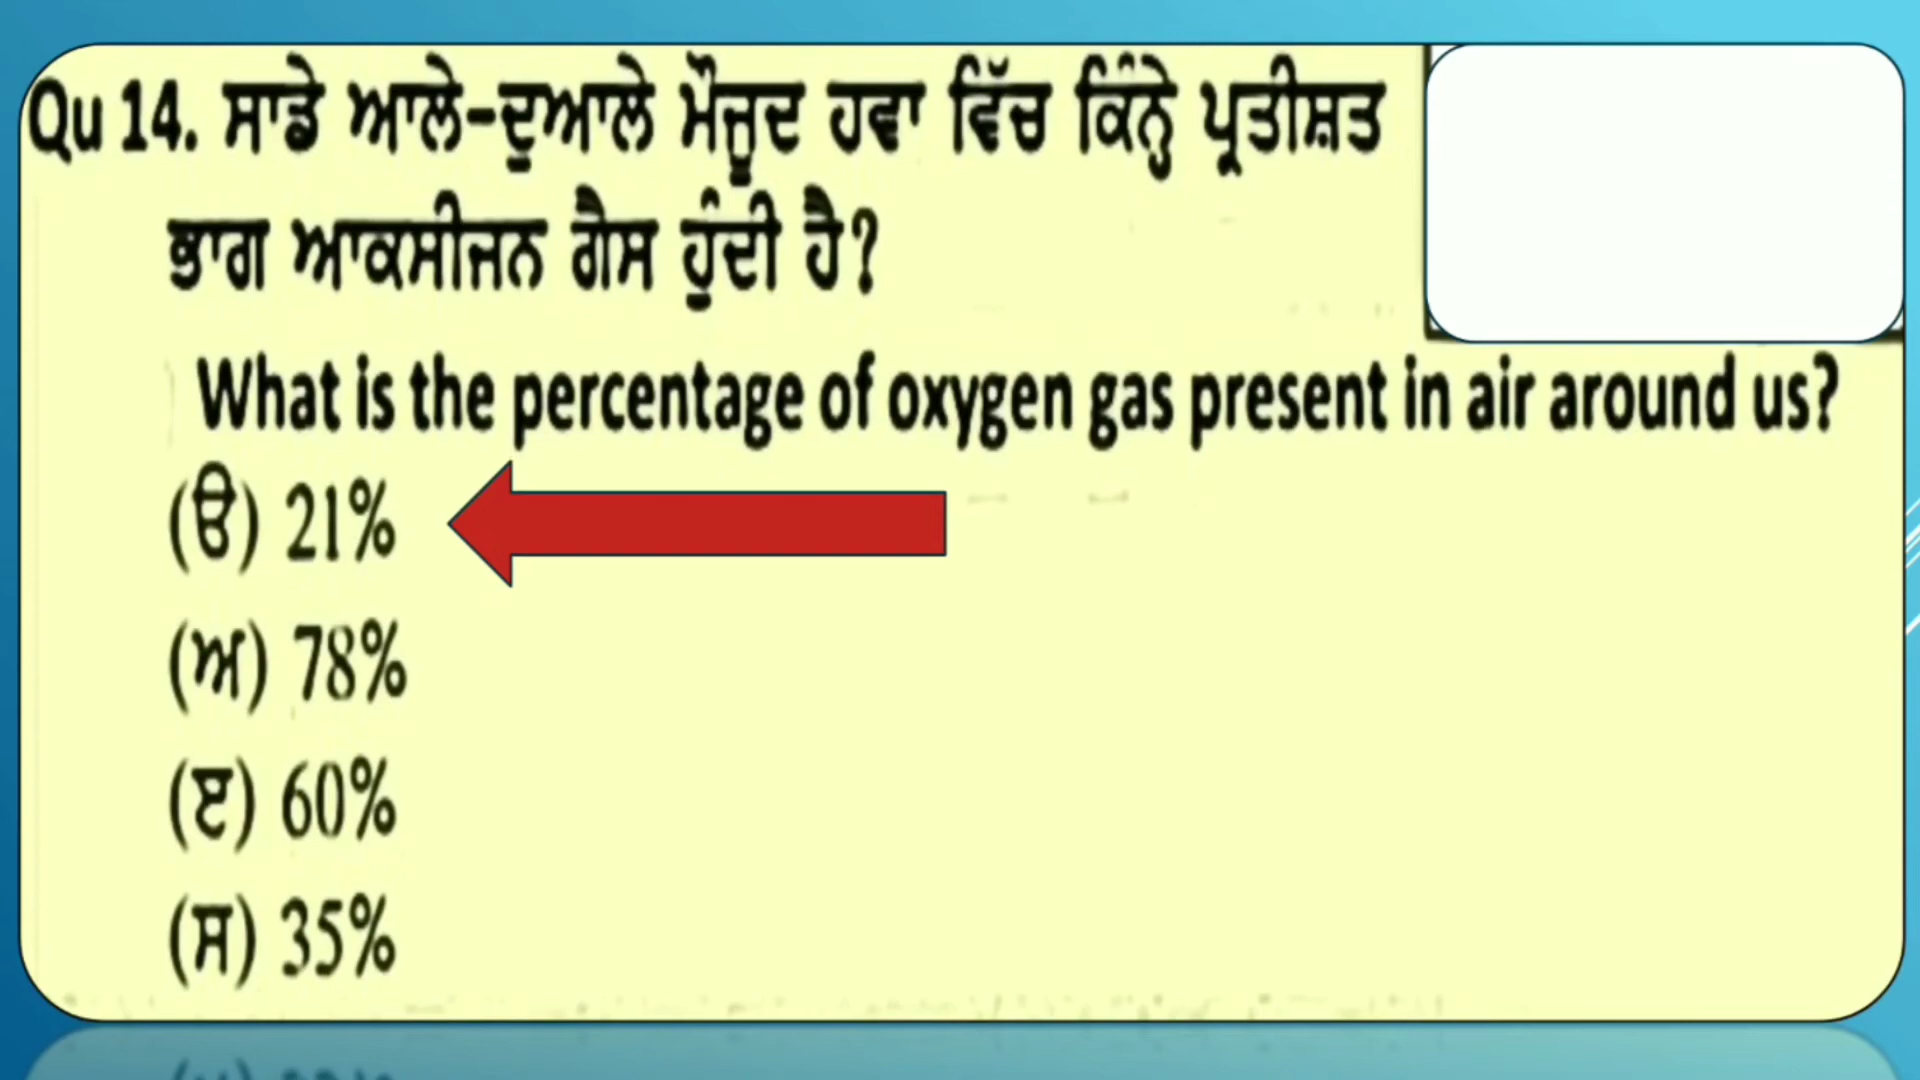 Qu 14. ਸਾਡੇ ਆਲੇ-ਦੁਆਲੇ ਮੌਜੂਦ ਹਵਾ ਵਿੱਚ ਕਿੰਨ੍ਹੇ ਪ੍ਰਤੀਸ਼ਤ
ਭਾਗ ਆਕਸੀਜਨ ਗੈਸ ਹੁੰਦੀ ਹੈ?
What is the percentage of oxygen gas present in air around us?
(ੳ) 21%
(ਅ) 78%
(ੲ) 60%
(ਸ) 35%